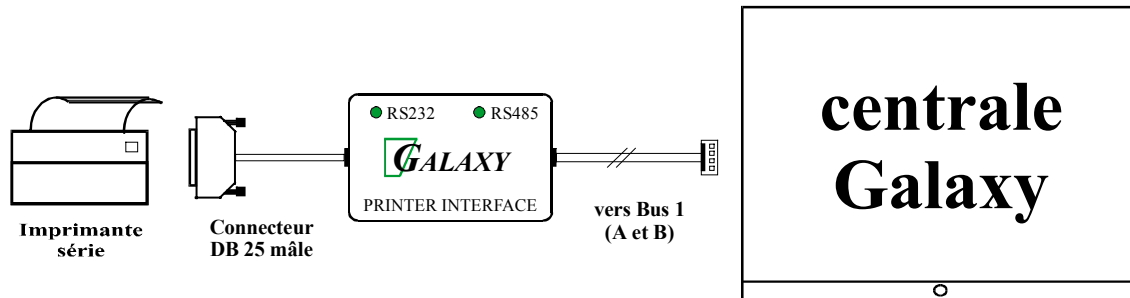 Imprimante
série
Connecteur
DB 25 mâle
RS232 RS485
GALAXY
PRINTER INTERFACE
vers Bus 1
(A et B)
centrale
Galaxy